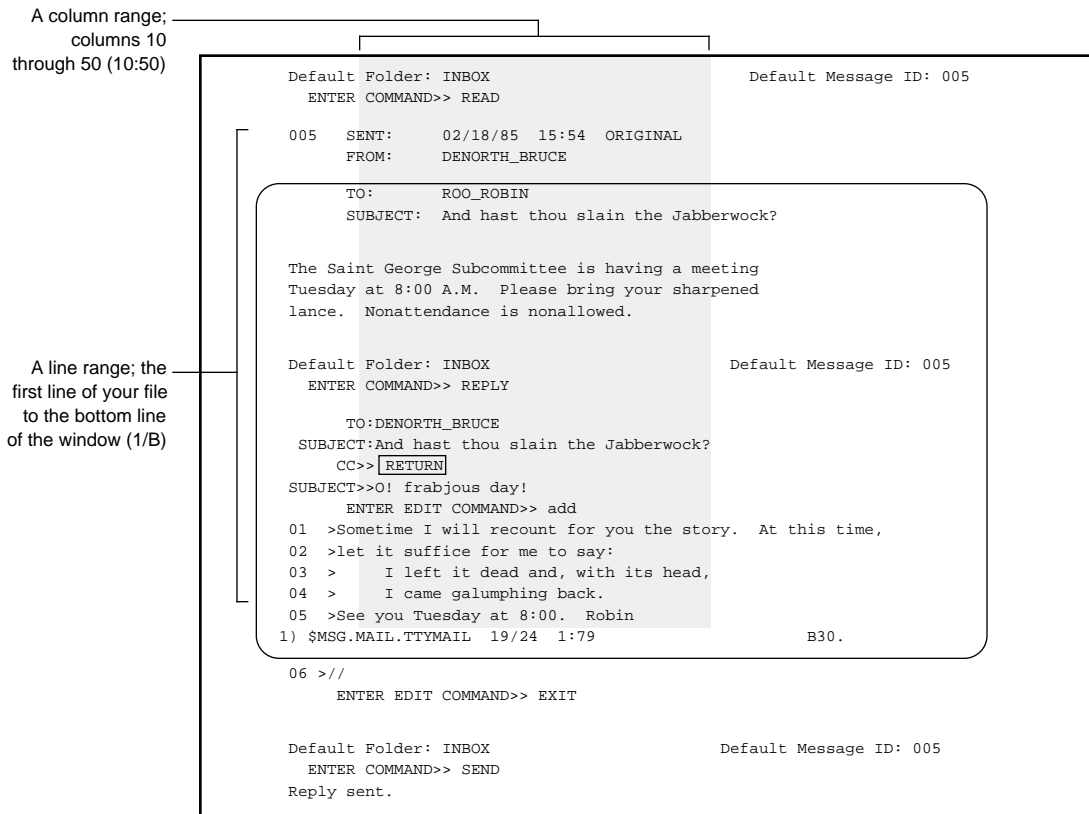 A column range;
columns 10
through 50 (10:50)
Default Folder: INBOX Default Message ID: 005
ENTER COMMAND>> READ
005 SENT: 02/18/85 15:54 ORIGINAL
FROM: DENORTH_BRUCE
TO: ROO_ROBIN
SUBJECT: And hast thou slain the Jabberwock?
The Saint George Subcommittee is having a meeting
Tuesday at 8:00 A.M. Please bring your sharpened
lance. Nonattendance is nonallowed.
A line range; the
first line of your file
to the bottom line
of the window (1/B)
Default Folder: INBOX Default Message ID: 005
ENTER COMMAND>> REPLY
TO:DENORTH_BRUCE
SUBJECT:And hast thou slain the Jabberwock?
CC>> RETURN
SUBJECT>>O! frabjous day!
ENTER EDIT COMMAND>> add
01 >Sometime I will recount for you the story. At this time,
02 >let it suffice for me to say:
03 > I left it dead and, with its head,
04 > I came galumphing back.
05 >See you Tuesday at 8:00. Robin
1) $MSG.MAIL.TTYMAIL 19/24 1:79 B30.
06 >//
ENTER EDIT COMMAND>> EXIT
Default Folder: INBOX Default Message ID: 005
ENTER COMMAND>> SEND
Reply sent.